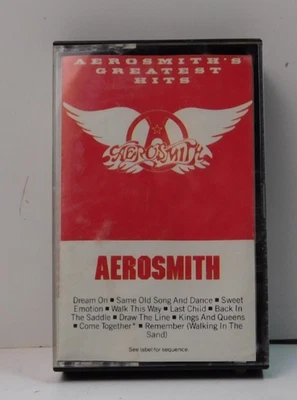 AEROSMITH'S
GREATEST
HITS
AEROSMITH
AEROSMITH
Dream On ■ Same Old Song And Dance ■ Sweet
Emotion ■ Walk This Way ■ Last Child ■ Back In
The Saddle ■ Draw The Line ■ Kings And Queens
■ Come Together* ■ Remember (Walking In The
Sand)
See label for sequence.